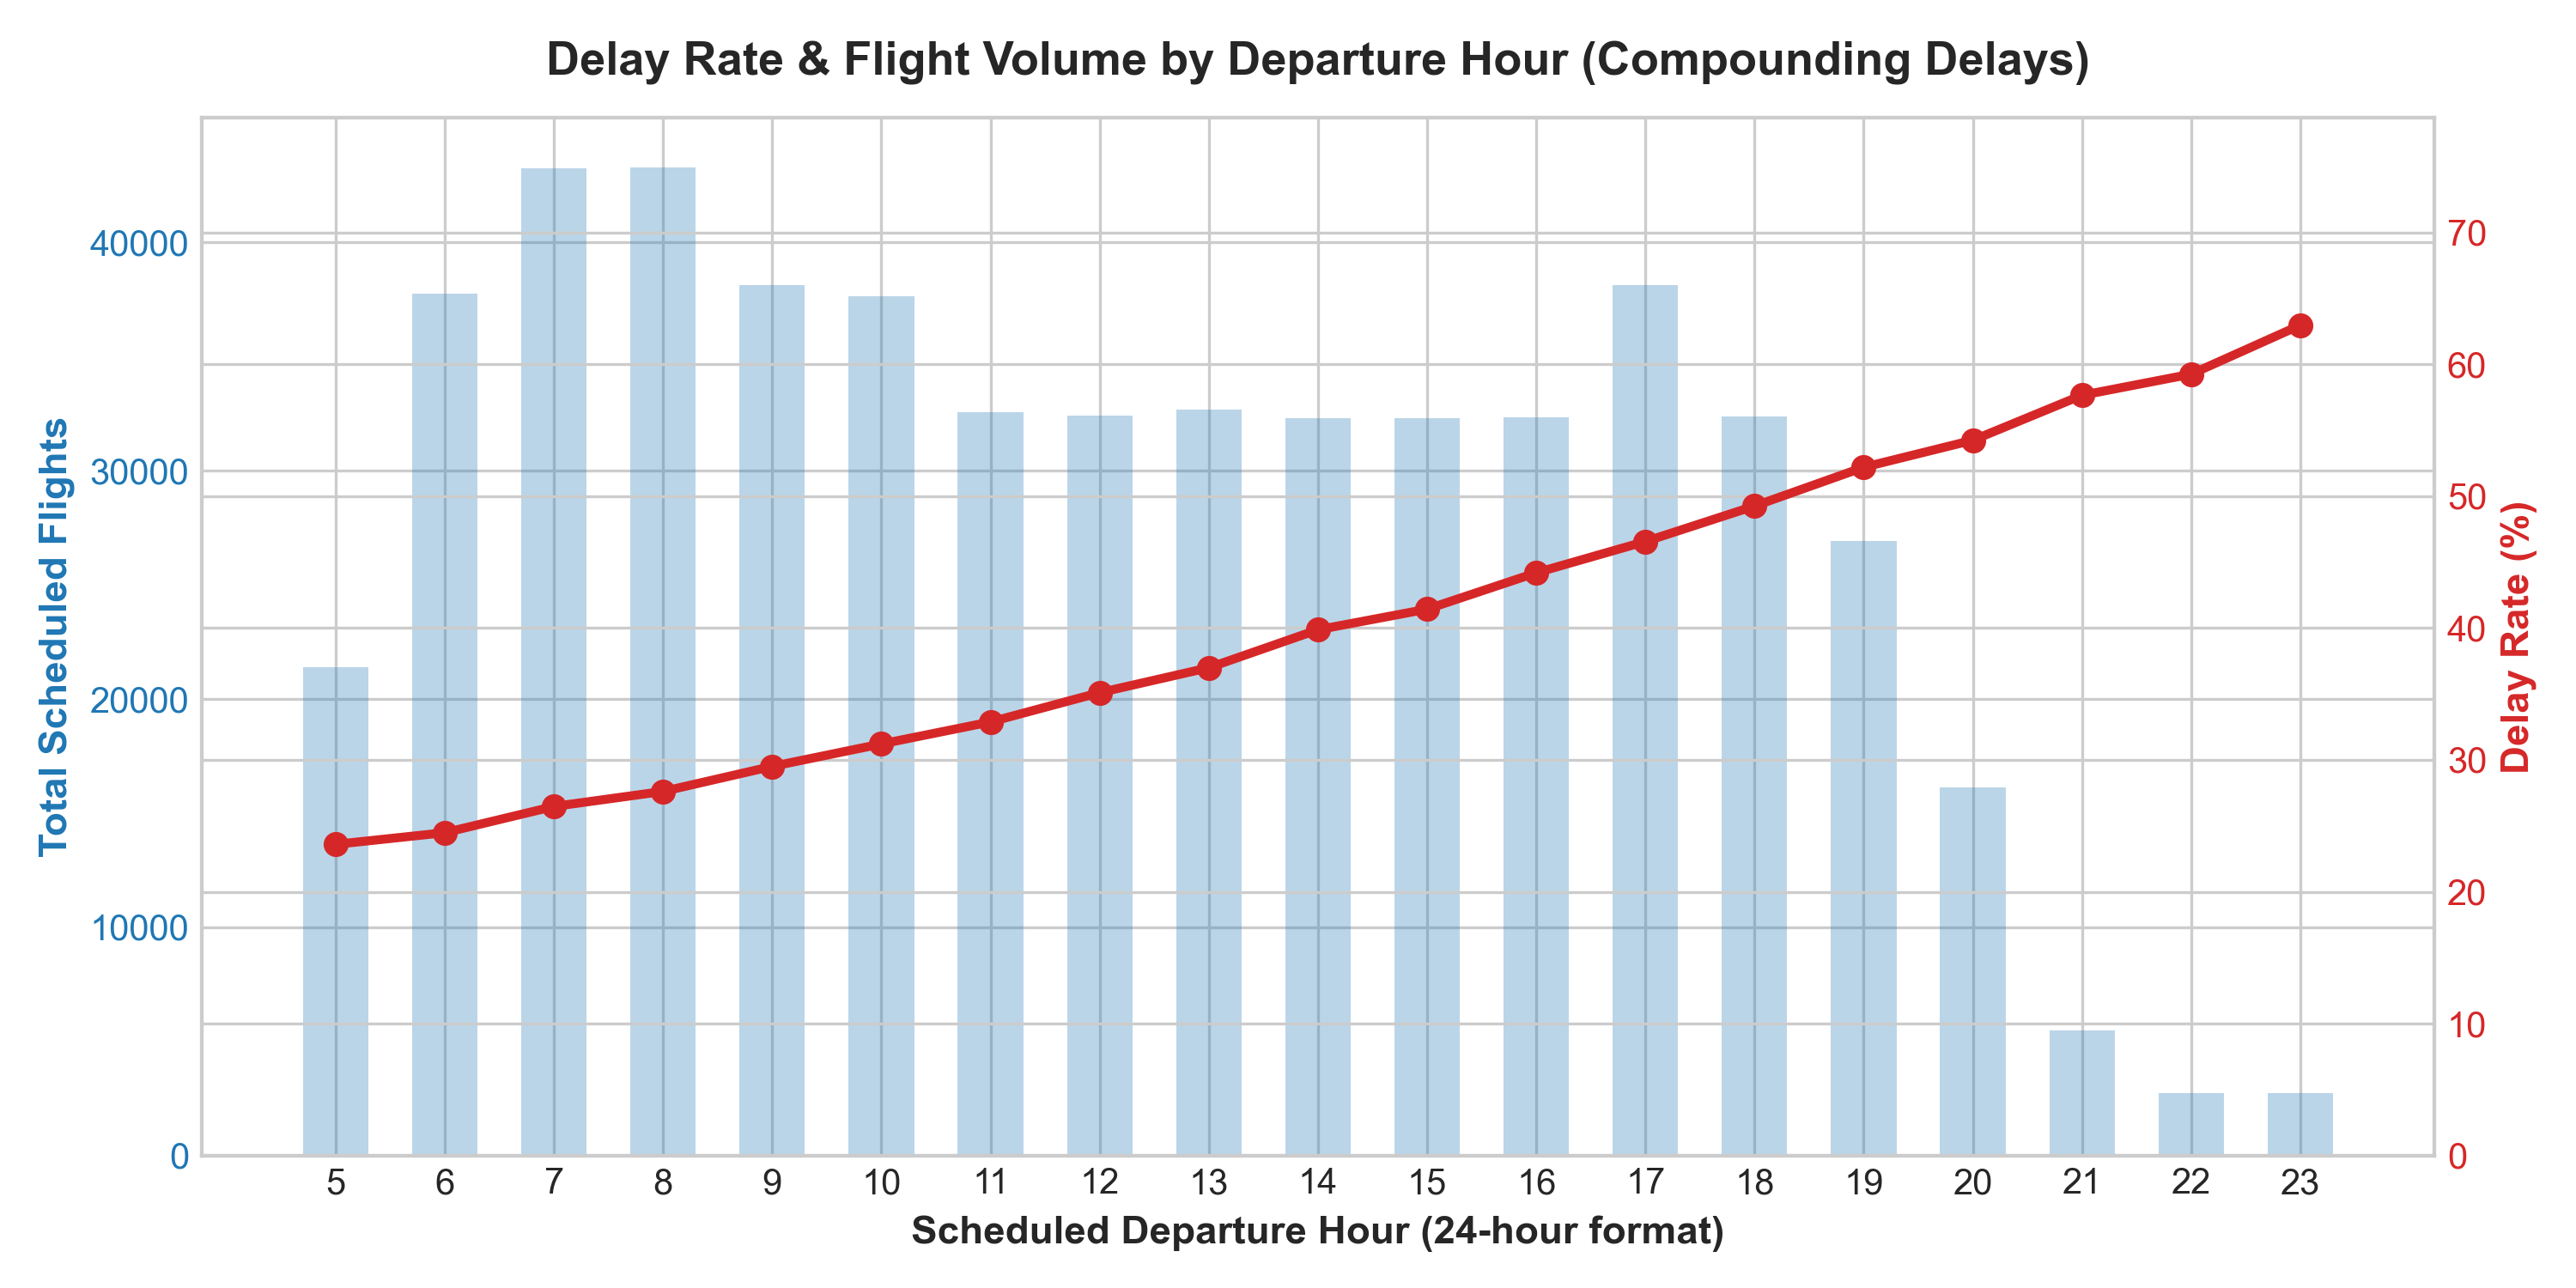 Delay Rate & Flight Volume by Departure Hour (Compounding Delays)
Total Scheduled Flights
40000
30000
20000
10000
0
70
60
50
40
30
20
10
0
Delay Rate (%)
5 6 7 8 9 10 11 12 13 14 15 16 17 18 19 20 21 22 23
Scheduled Departure Hour (24-hour format)